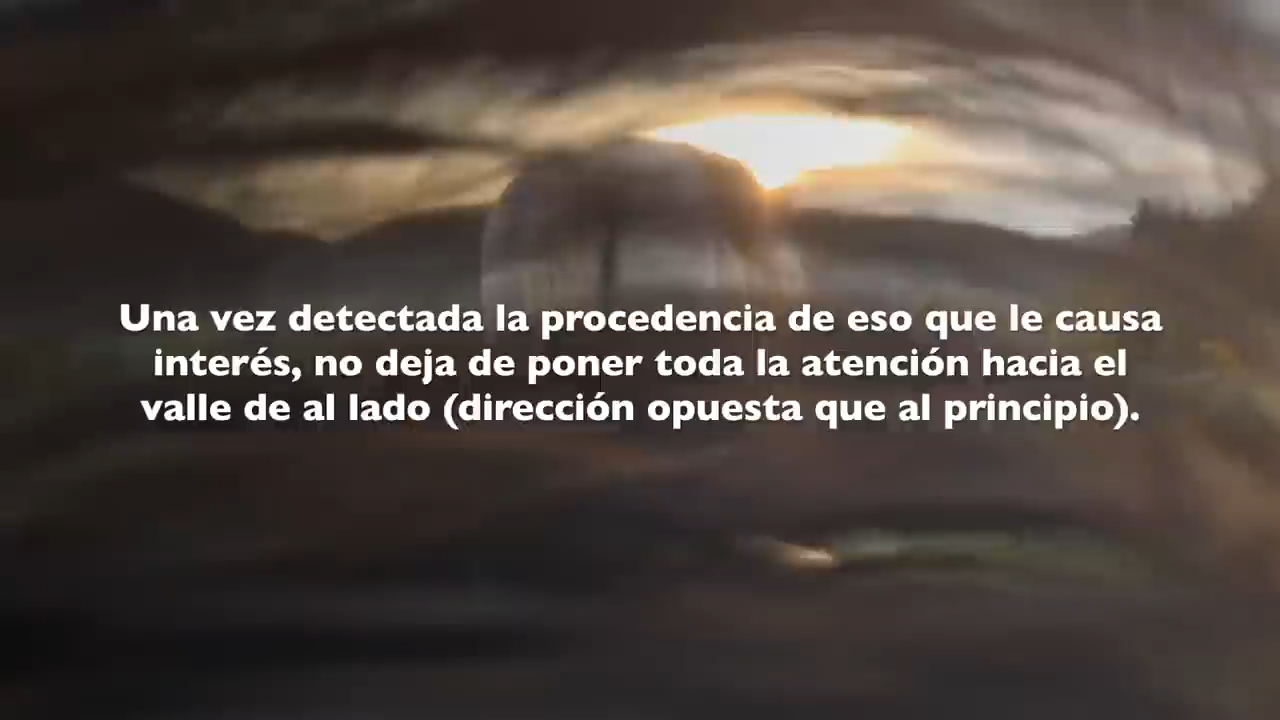 Una vez detectada la procedencia de eso que le causa
interés, no deja de poner toda la atención hacia el
valle de al lado (dirección opuesta que al principio).